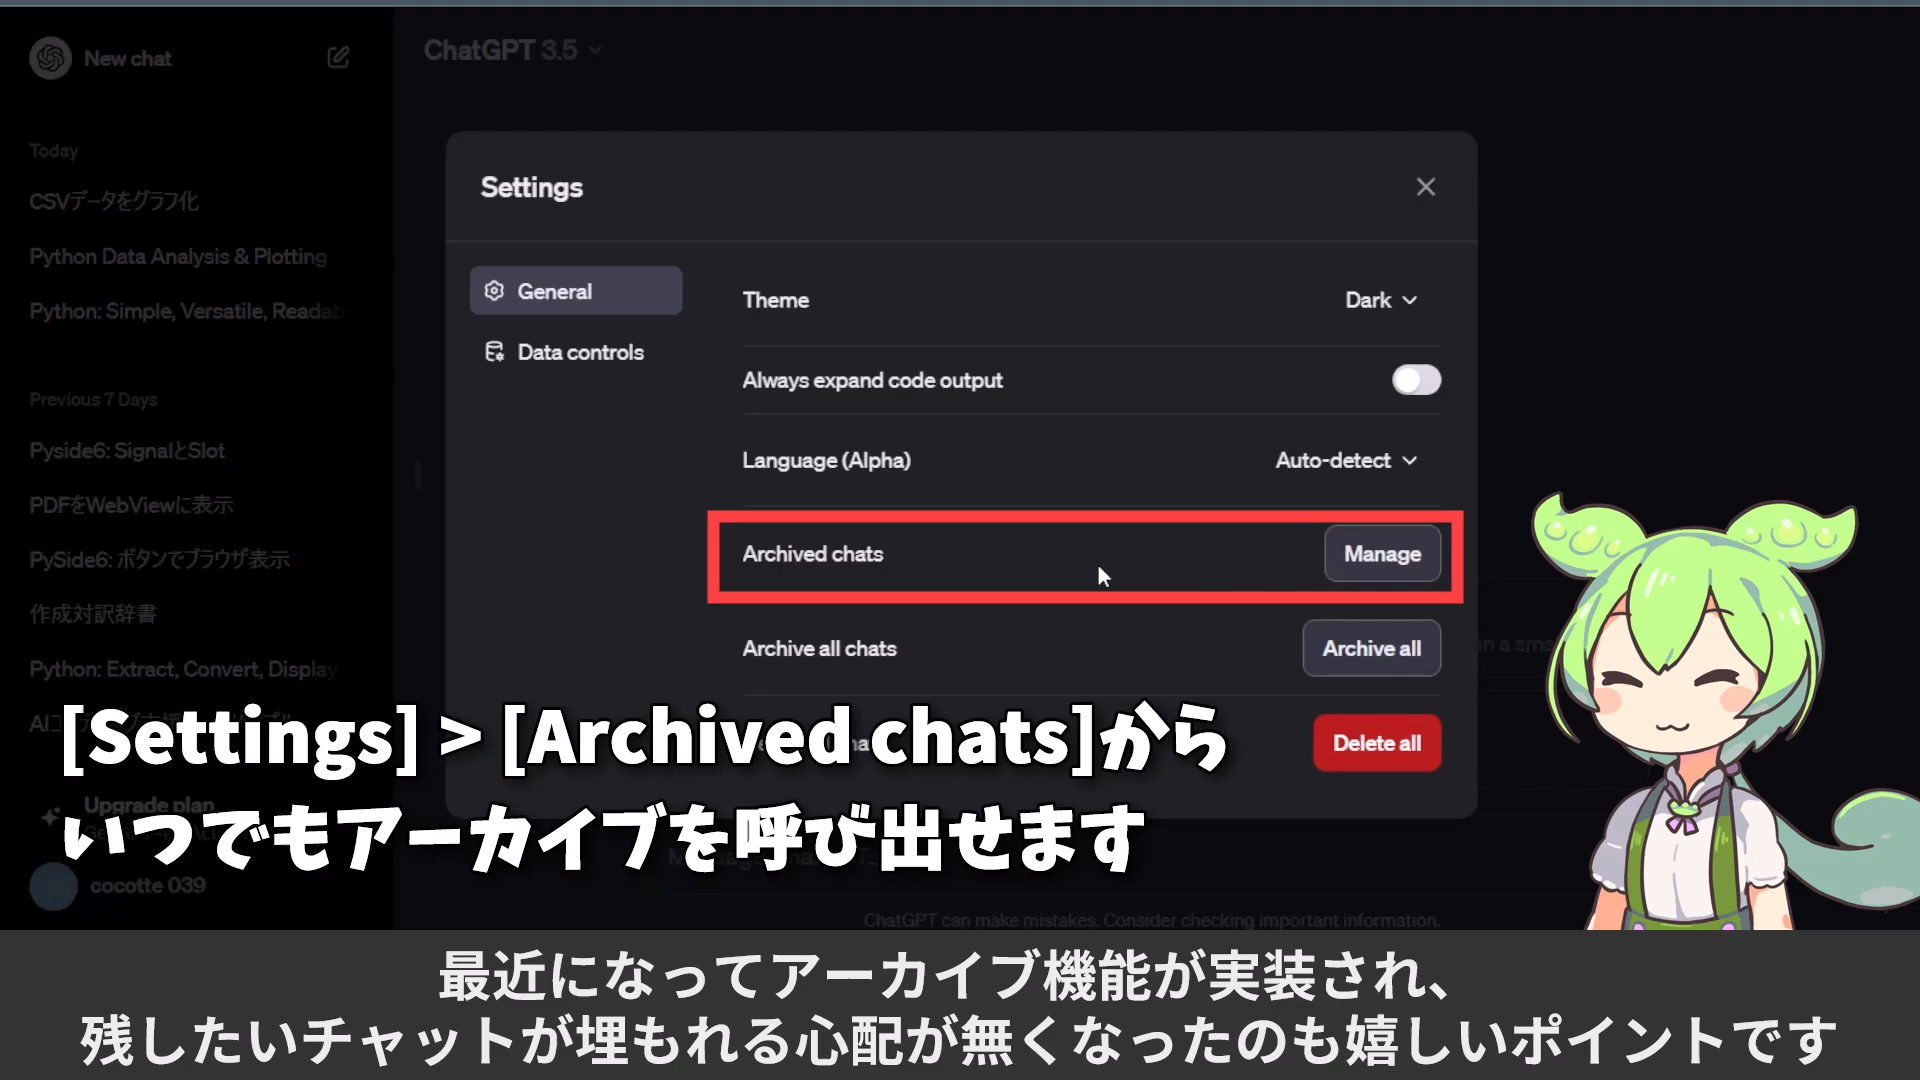 New chat
ChatGPT 3.5
Today
CSVデータをグラフ化
Python Data Analysis & Plotting
Python: Simple, Versatile, Readab
Previous 7 Days
Pyside6: SignalとSlot
PDFをWebViewに表示
PySide6: ボタンでブラウザ表示
作成対訳辞書
Python: Extract, Convert, Display
Upgrade plan
cocotte 039
Settings
General
Data controls
Theme
Dark
Always expand code output
Language (Alpha)
Auto-detect
Archived chats
Manage
Archive all chats
Archive all
Delete all
in a sma
ChatGPT can make mistakes. Consider checking important information.
[Settings] > [Archived chats]から
いつでもアーカイブを呼び出せます
最近になってアーカイブ機能が実装され、
残したいチャットが埋もれる心配が無くなったのも嬉しいポイントです